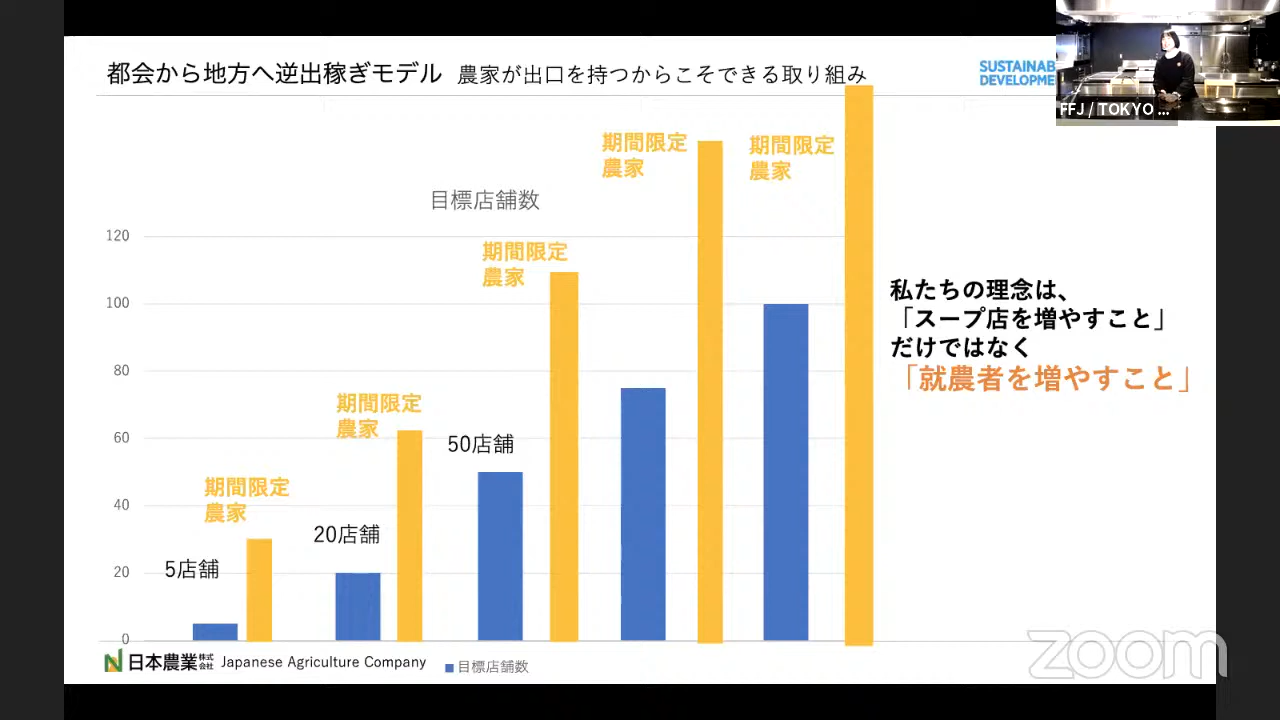 都会から地方へ逆出稼ぎモデル 農家が出口を持つからこそできる取り組み
SUSTAINAB
DEVELOPME
FFJ / TOKYO ...
目標店舗数
120
100
80
60
40
20
0
5店舗
期間限定
農家
20店舗
期間限定
農家
50店舗
期間限定
農家
期間限定
農家
期間限定
農家
私たちの理念は、
「スープ店を増やすこと」
だけではなく
「就農者を増やすこと」
日本農業株式会社 Japanese Agriculture Company
目標店舗数
zoom